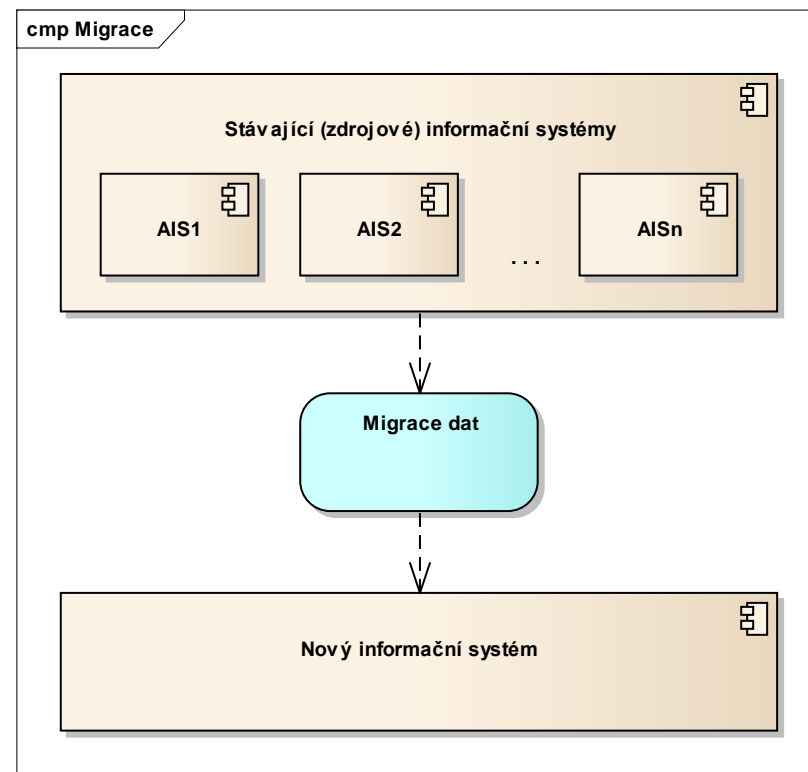 cmp Migrace
Stávající (zdrojové) informační systémy
AIS1
AIS2
...
AISn
Migrace dat
Nový informační systém